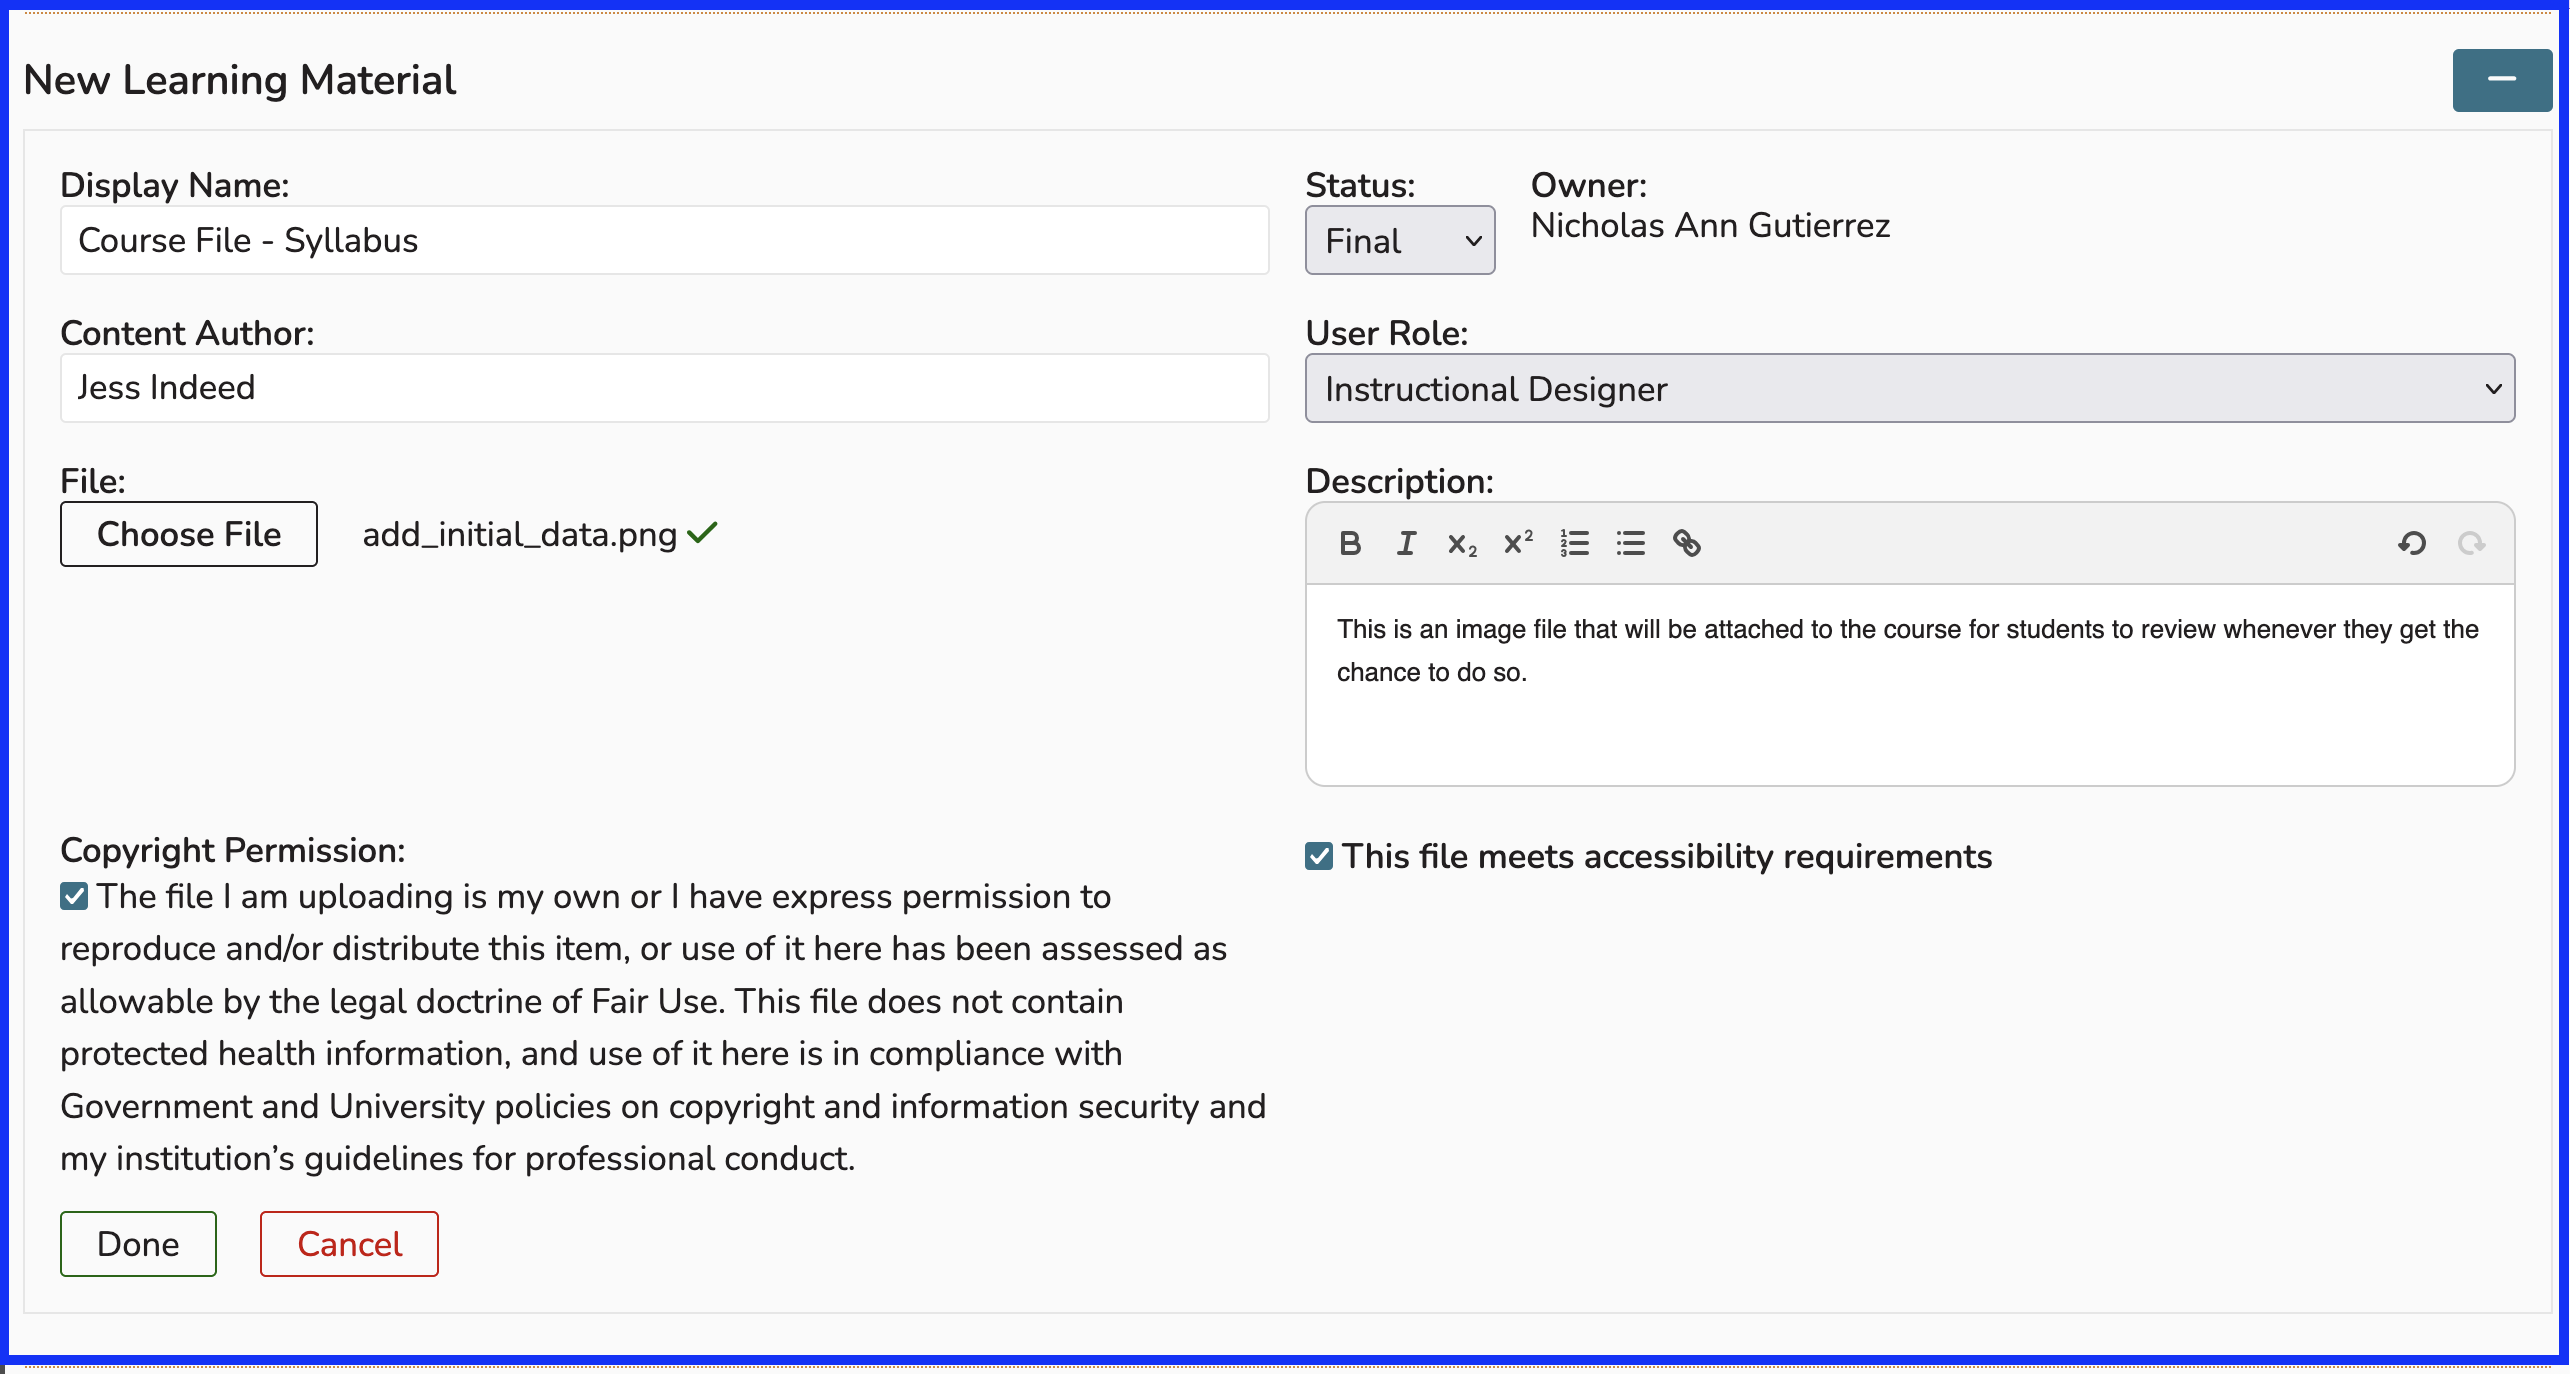 New Learning Material
Display Name:
Course File - Syllabus
Status:
Final
Owner:
Nicholas Ann Gutierrez
Content Author:
Jess Indeed
User Role:
Instructional Designer
File:
Choose File
add_initial_data.png
Description:
This is an image file that will be attached to the course for students to review whenever they get the
chance to do so.
Copyright Permission:
The file I am uploading is my own or I have express permission to
reproduce and/or distribute this item, or use of it here has been assessed as
allowable by the legal doctrine of Fair Use. This file does not contain
protected health information, and use of it here is in compliance with
Government and University policies on copyright and information security and
my institution’s guidelines for professional conduct.
This file meets accessibility requirements
Done
Cancel